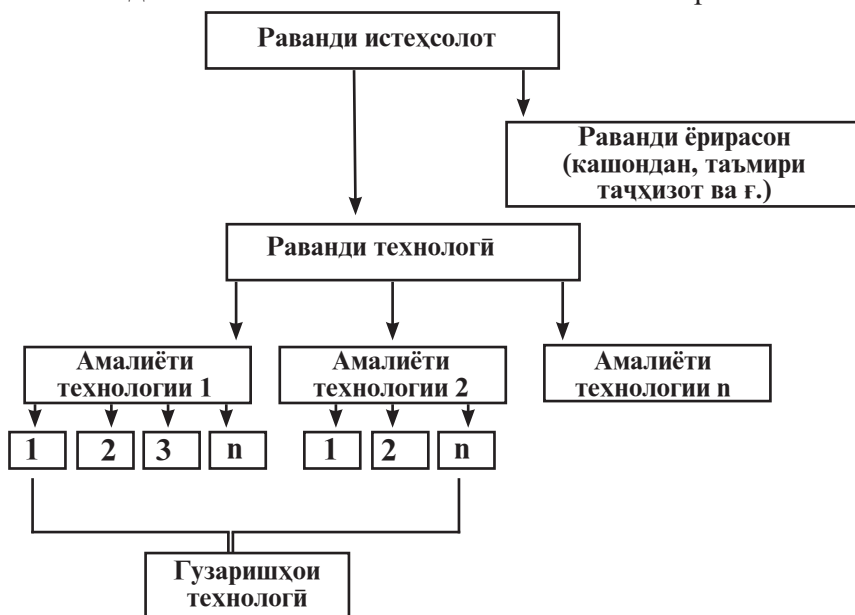 Раванди истеҳсолот
Раванди ёрирасон
(кашондан, таъмири
таҷҳизот ва ғ.)
Раванди технологӣ
Амалиёти
технологии 1
Амалиёти
технологии 2
Амалиёти
технологии n
1 2 3 n 1 2 n
Гузаришҳои
технологӣ